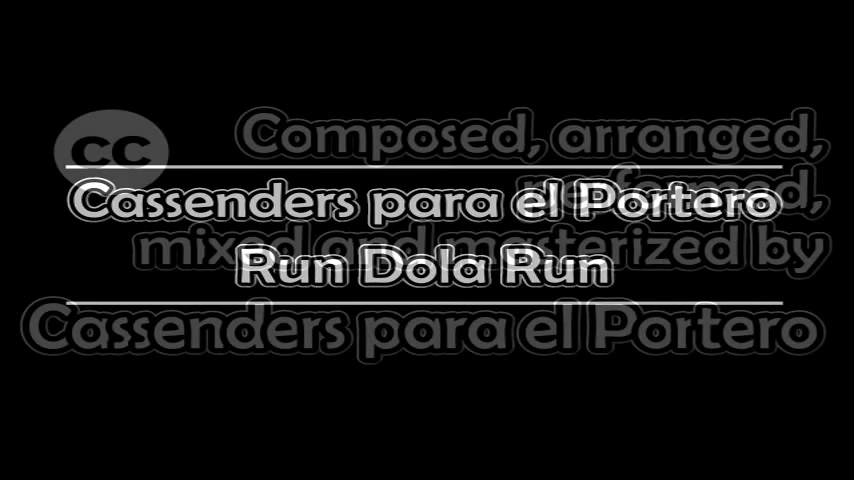 CC
Composed, arranged,
performed,
mixed and masterized by
Cassenders para el Portero
Cassenders para el Portero
Run Dola Run